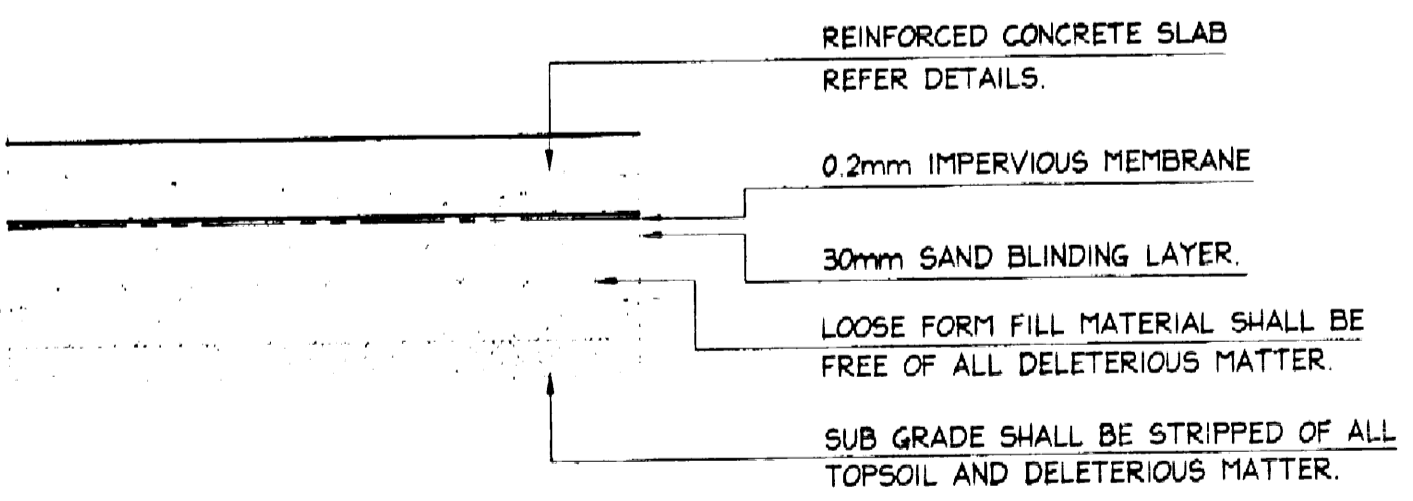 REINFORCED CONCRETE SLAB
REFER DETAILS.
0.2mm IMPERVIOUS MEMBRANE
30mm SAND BLINDING LAYER.
LOOSE FORM FILL MATERIAL SHALL BE
FREE OF ALL DELETERIOUS MATTER.
SUB GRADE SHALL BE STRIPPED OF ALL
TOPSOIL AND DELETERIOUS MATTER.